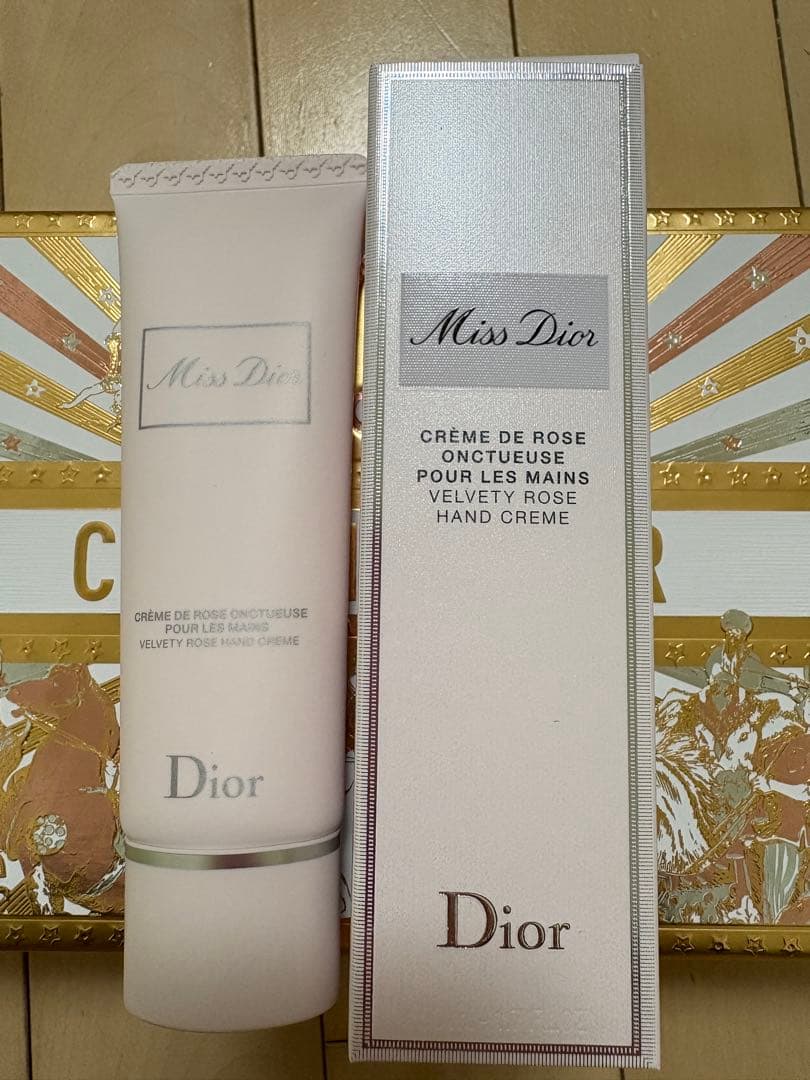 Miss Dior
CRÈME DE ROSE ONCTUEUSE
POUR LES MAINS
VELVETY ROSE HAND CREME
Dior
Miss Dior
CRÈME DE ROSE
ONCTUEUSE
POUR LES MAINS
VELVETY ROSE
HAND CREME
Dior
C
R